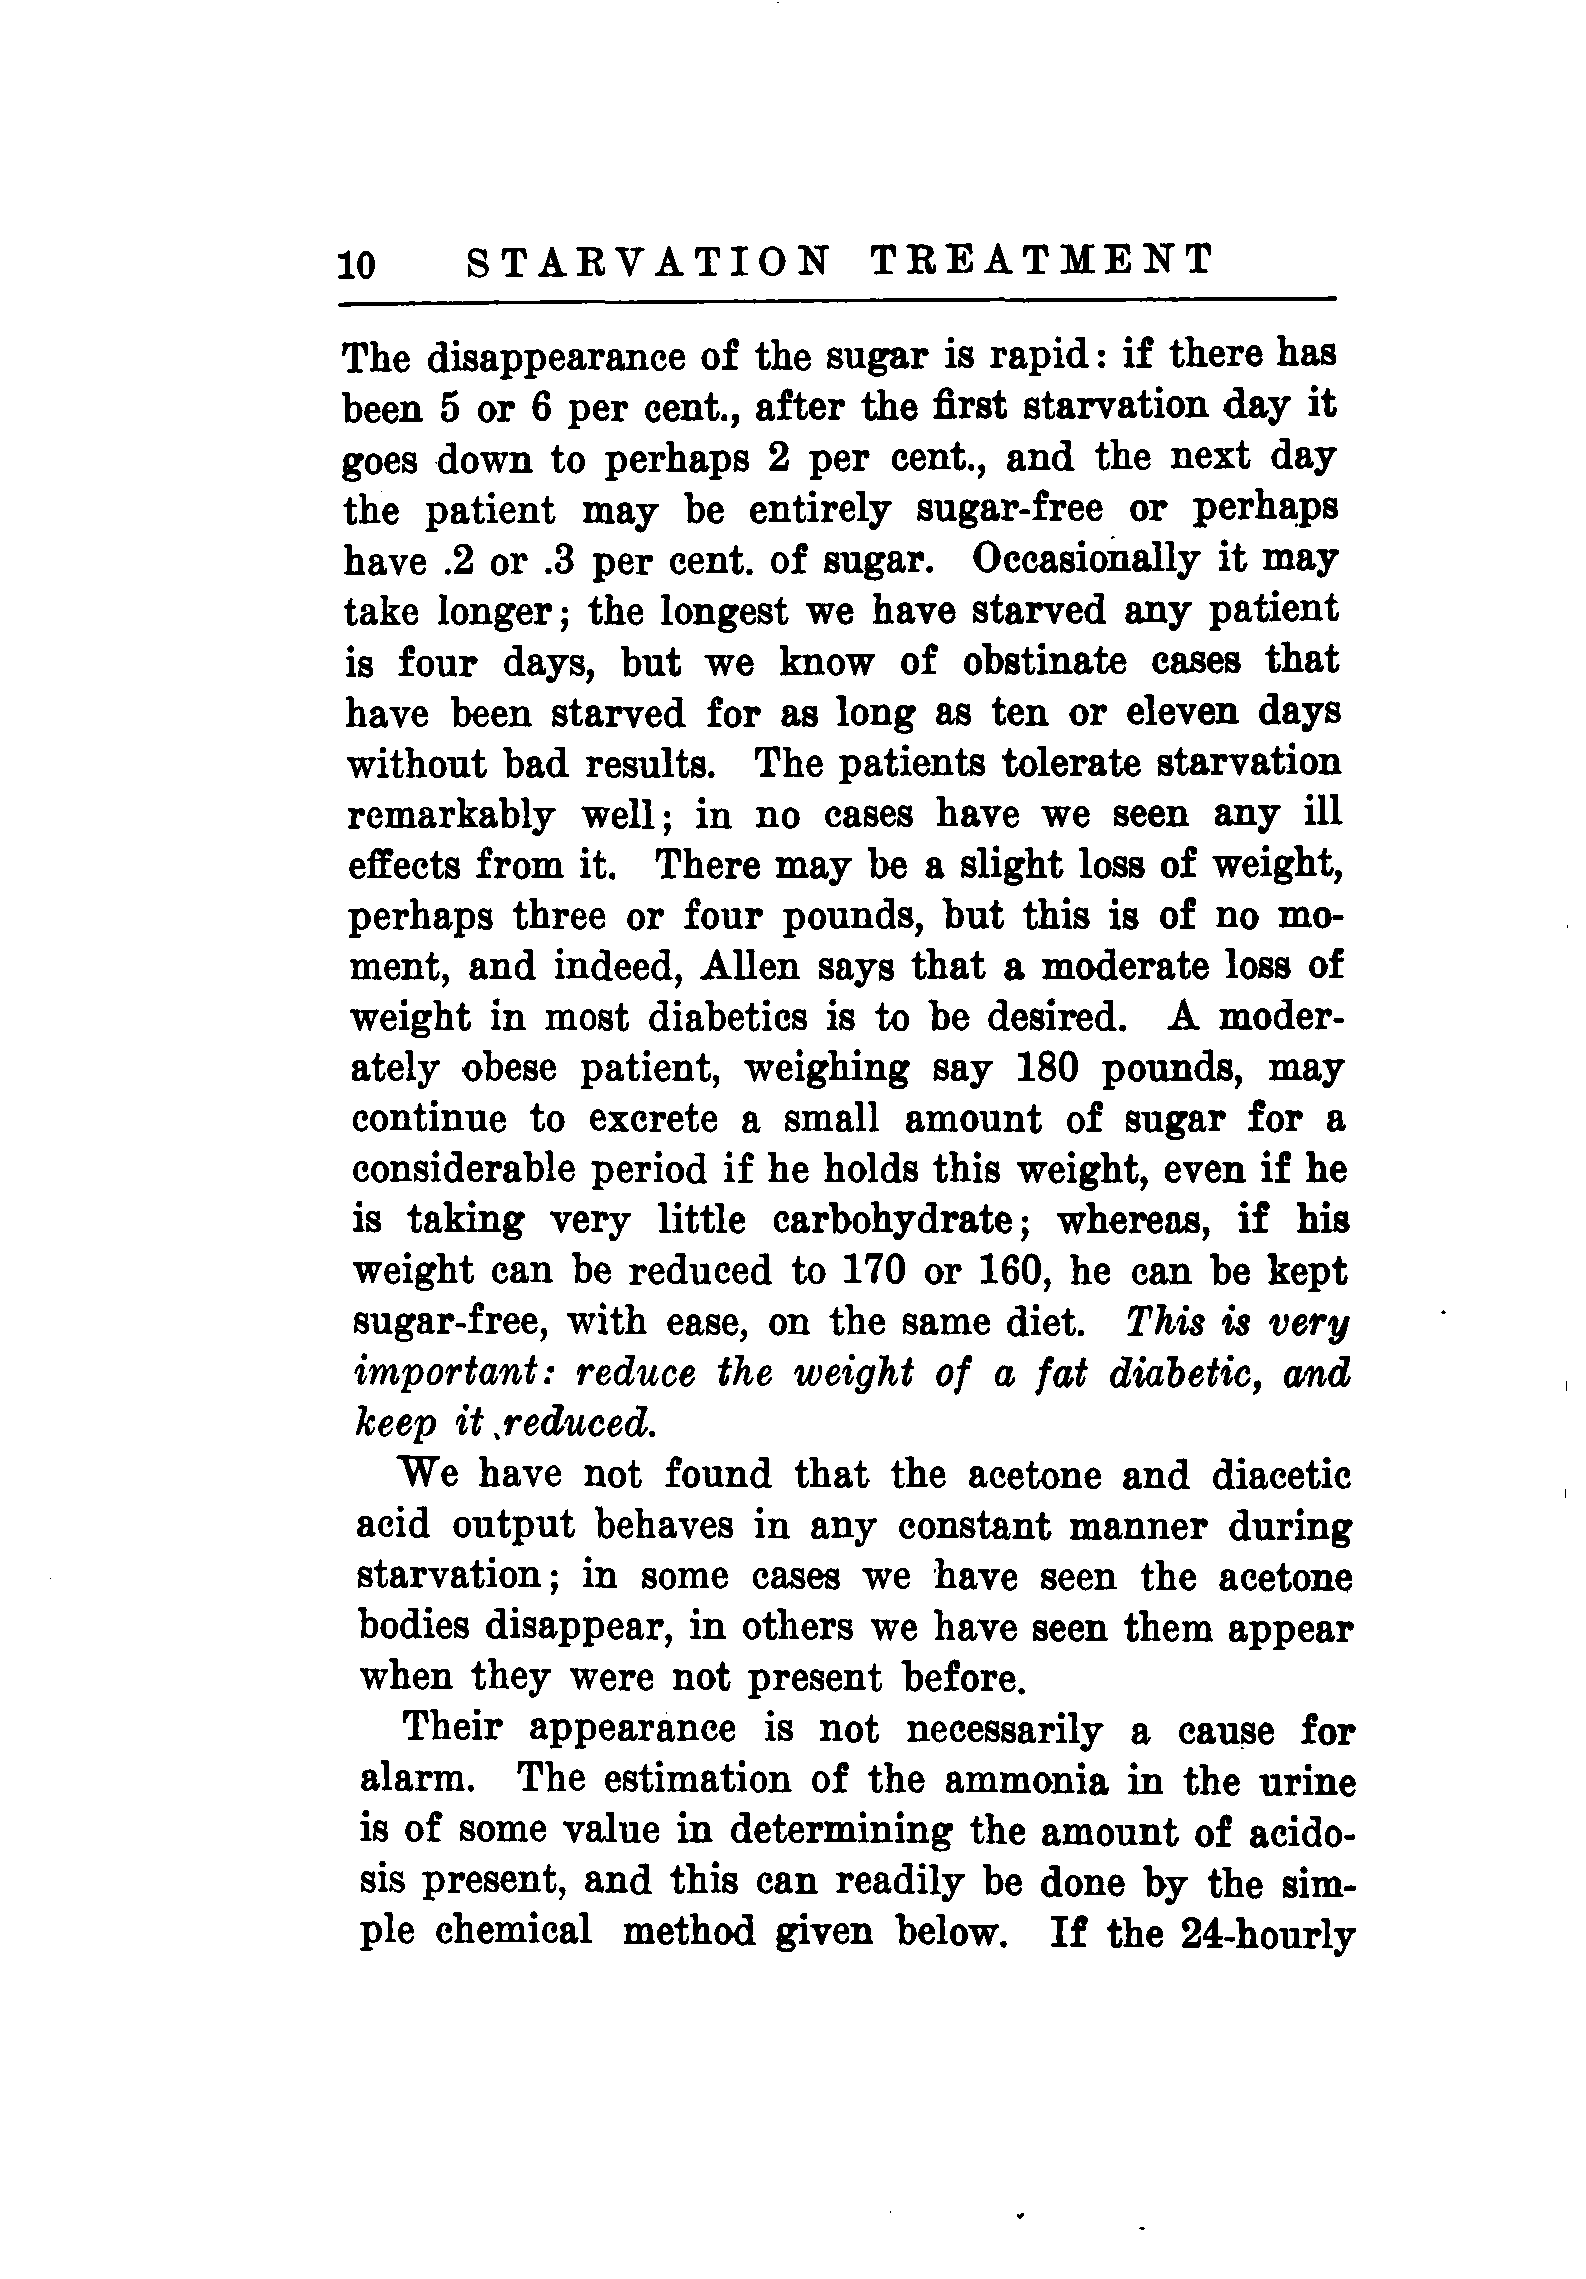 10 STARVATION TREATMENT
The disappearance of the sugar is rapid: if there has
been 5 or 6 per cent., after the first starvation day it
goes down to perhaps 2 per cent., and the next day
the patient may be entirely sugar-free or perhaps
have .2 or .3 per cent. of sugar. Occasionally it may
take longer; the longest we have starved any patient
is four days, but we know of obstinate cases that
have been starved for as long as ten or eleven days
without bad results. The patients tolerate starvation
remarkably well; in no cases have we seen any ill
effects from it. There may be a slight loss of weight,
perhaps three or four pounds, but this is of no mo-
ment, and indeed, Allen says that a moderate loss of
weight in most diabetics is to be desired. A moder-
ately obese patient, weighing say 180 pounds, may
continue to excrete a small amount of sugar for a
considerable period if he holds this weight, even if he
is taking very little carbohydrate; whereas, if his
weight can be reduced to 170 or 160, he can be kept
sugar-free, with ease, on the same diet. This is very
important: reduce the weight of a fat diabetic, and
keep it reduced.
We have not found that the acetone and diacetic
acid output behaves in any constant manner during
starvation; in some cases we have seen the acetone
bodies disappear, in others we have seen them appear
when they were not present before.
Their appearance is not necessarily a cause for
alarm. The estimation of the ammonia in the urine
is of some value in determining the amount of acido-
sis present, and this can readily be done by the sim-
ple chemical method given below. If the 24-hourly